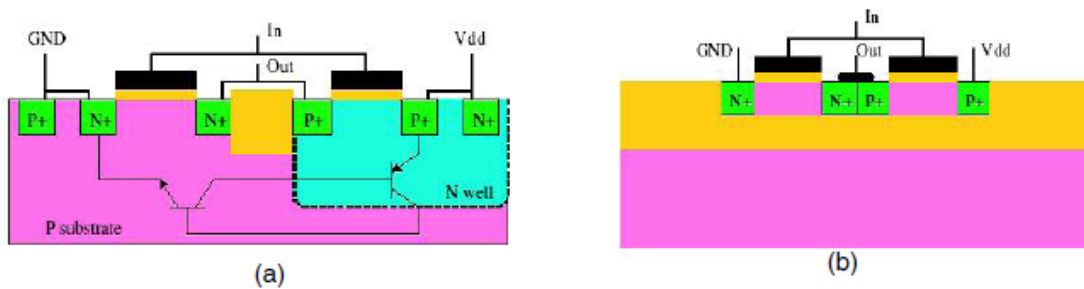 In
GND
Out
Vdd
P+ N+ N+ P+ P+ N+
N well
P substrate
(a)
In
GND
Out
Vdd
N+ N+ P+ P+
(b)